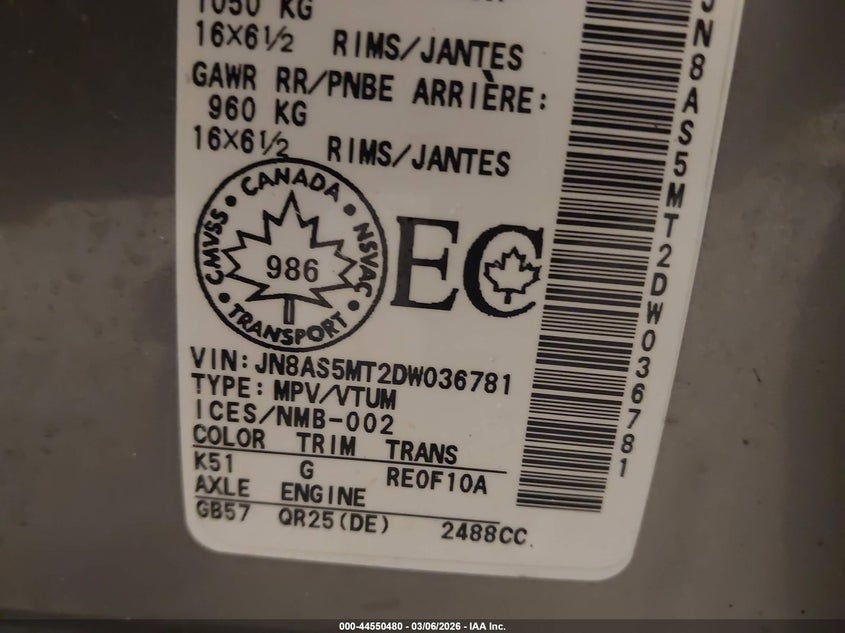 1050 KG
16X6½ RIMS/JANTES
GAWR RR/PNBE ARRIÈRE:
960 KG
16X6½ RIMS/JANTES
CANADA
CMVSS
NSVAC
986
TRANSPORT
EC
VIN:JN8AS5MT2DW036781
TYPE: MPV/VTUM
ICES/NMB-002
COLOR TRIM TRANS
K51 G RE0F10A
AXLE ENGINE
GB57 QR25(DE) 2488CC
JN8AS5MT2DW036781
000-44550480 - 03/06/2026 - IAA Inc.